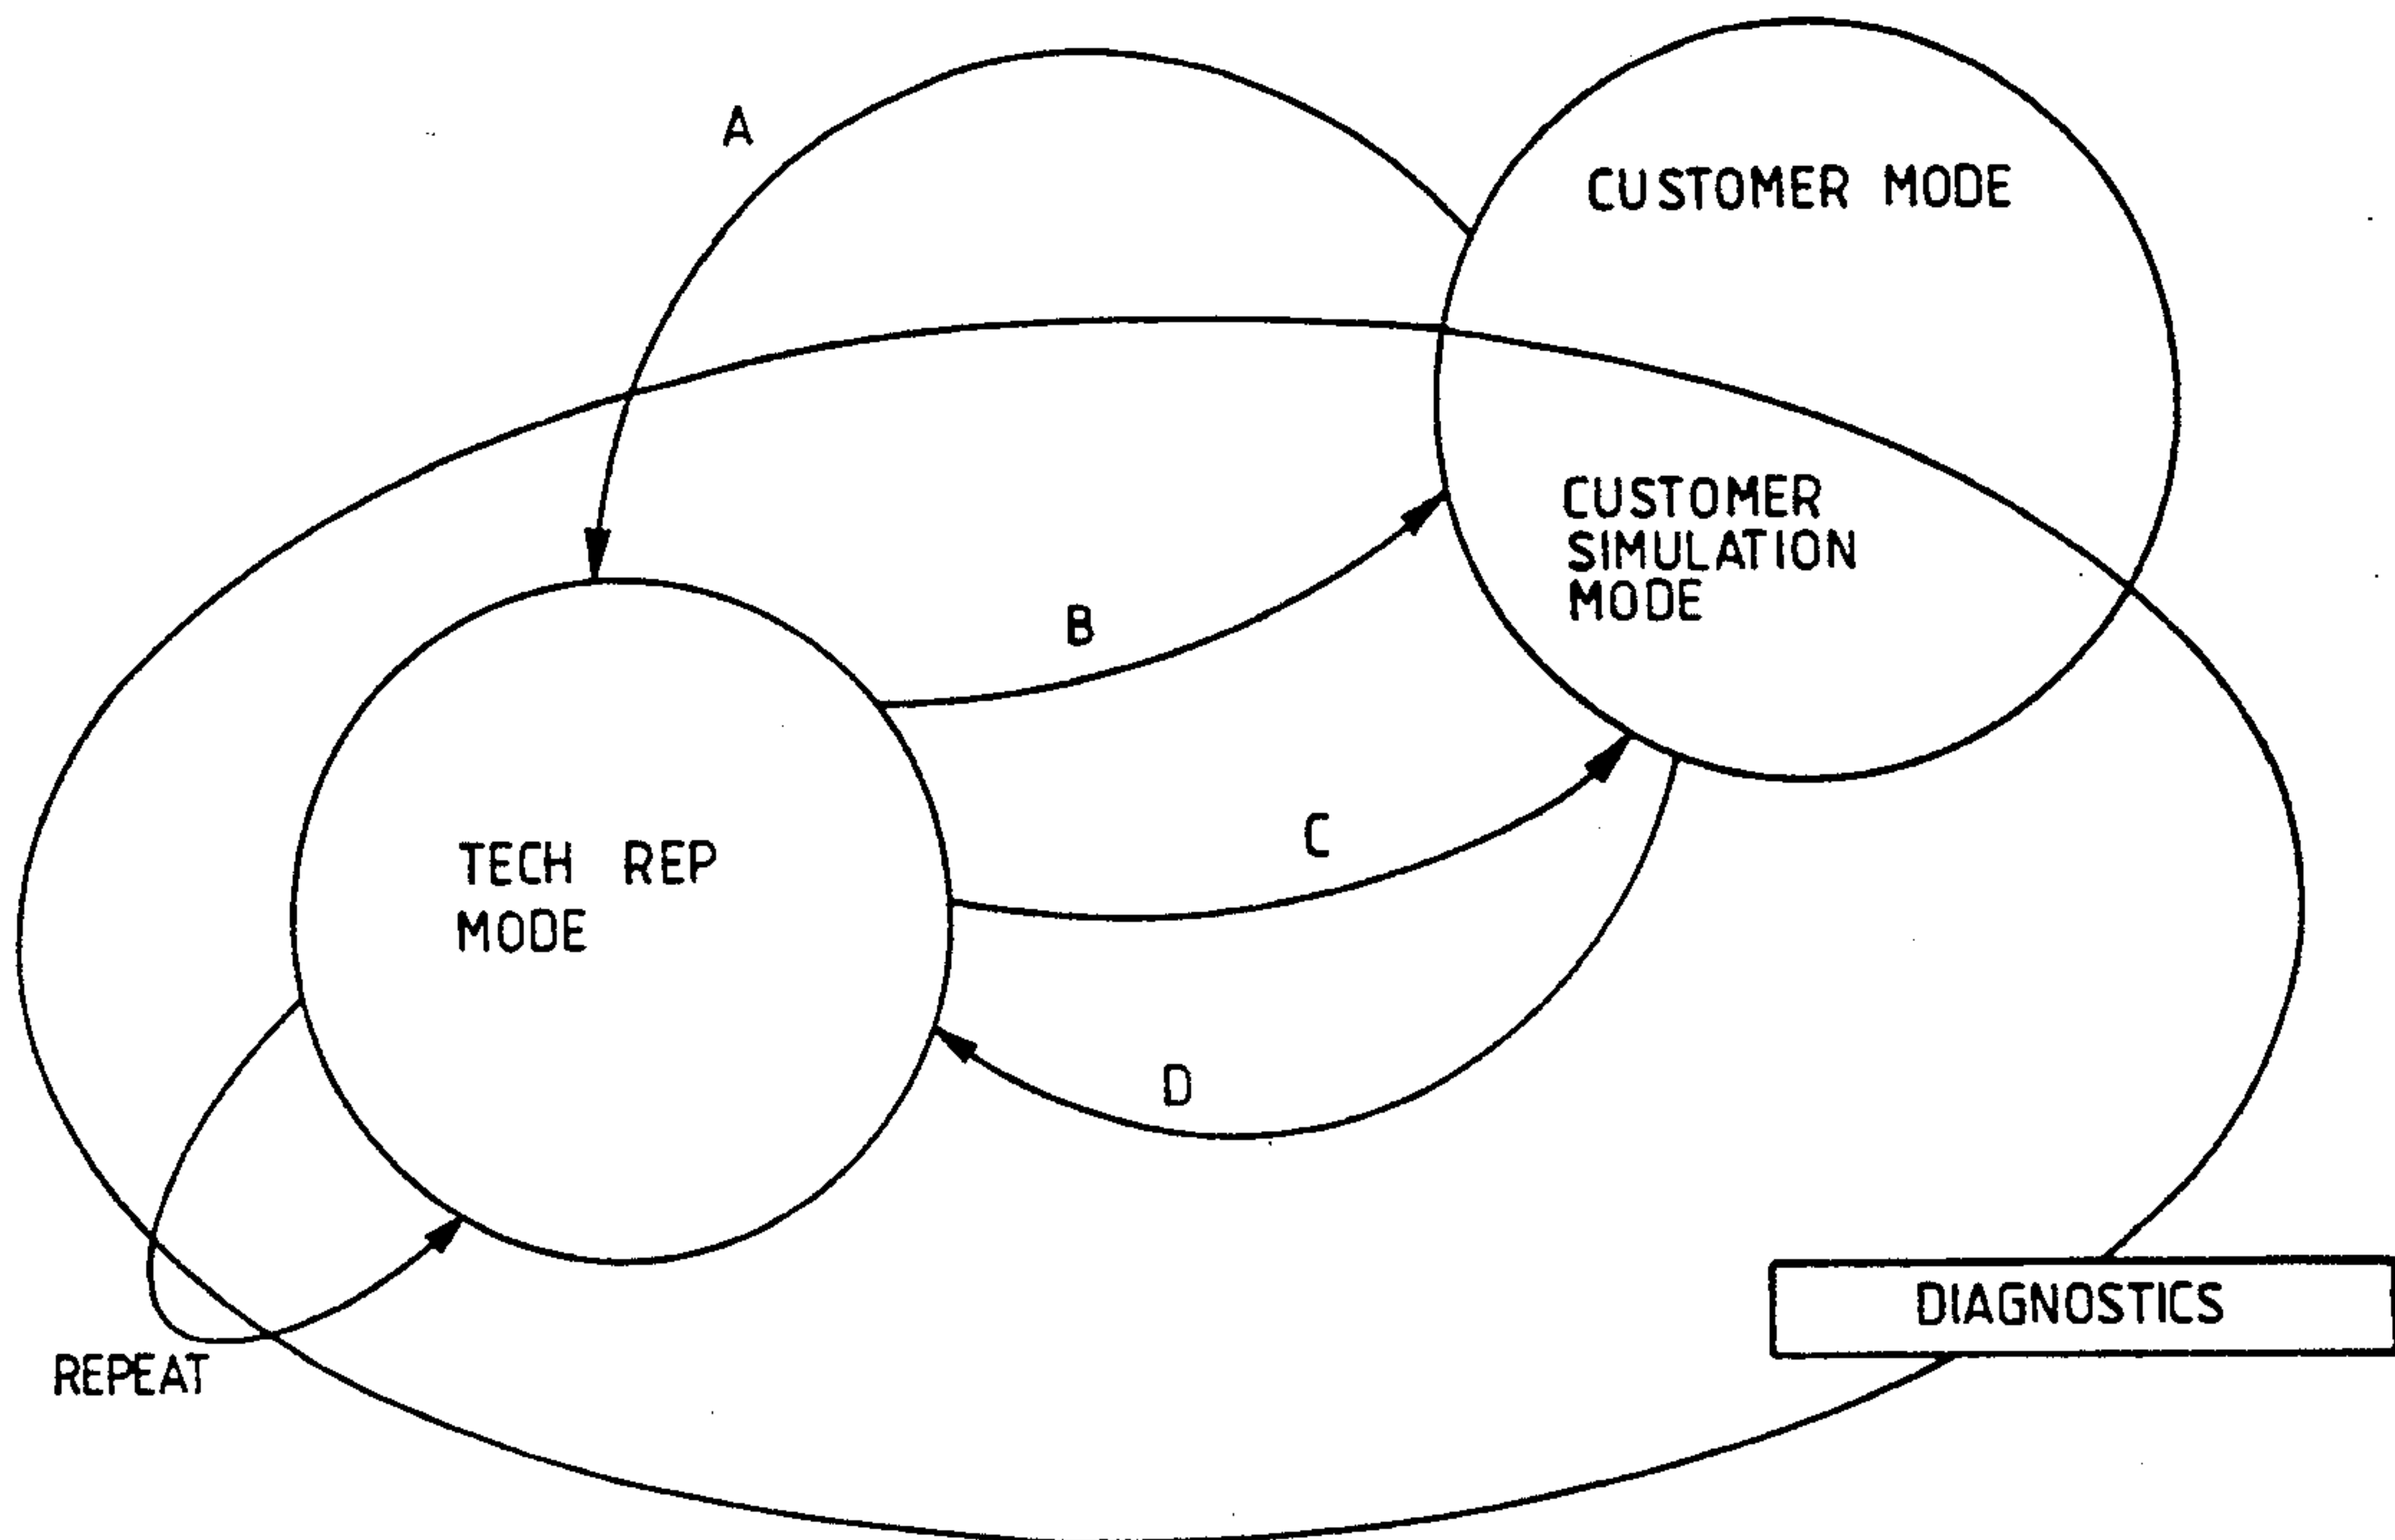 A
CUSTOMER MODE
CUSTOMER
SIMULATION
MODE
B
C
TECH REP
MODE
D
DIAGNOSTICS
REPEAT